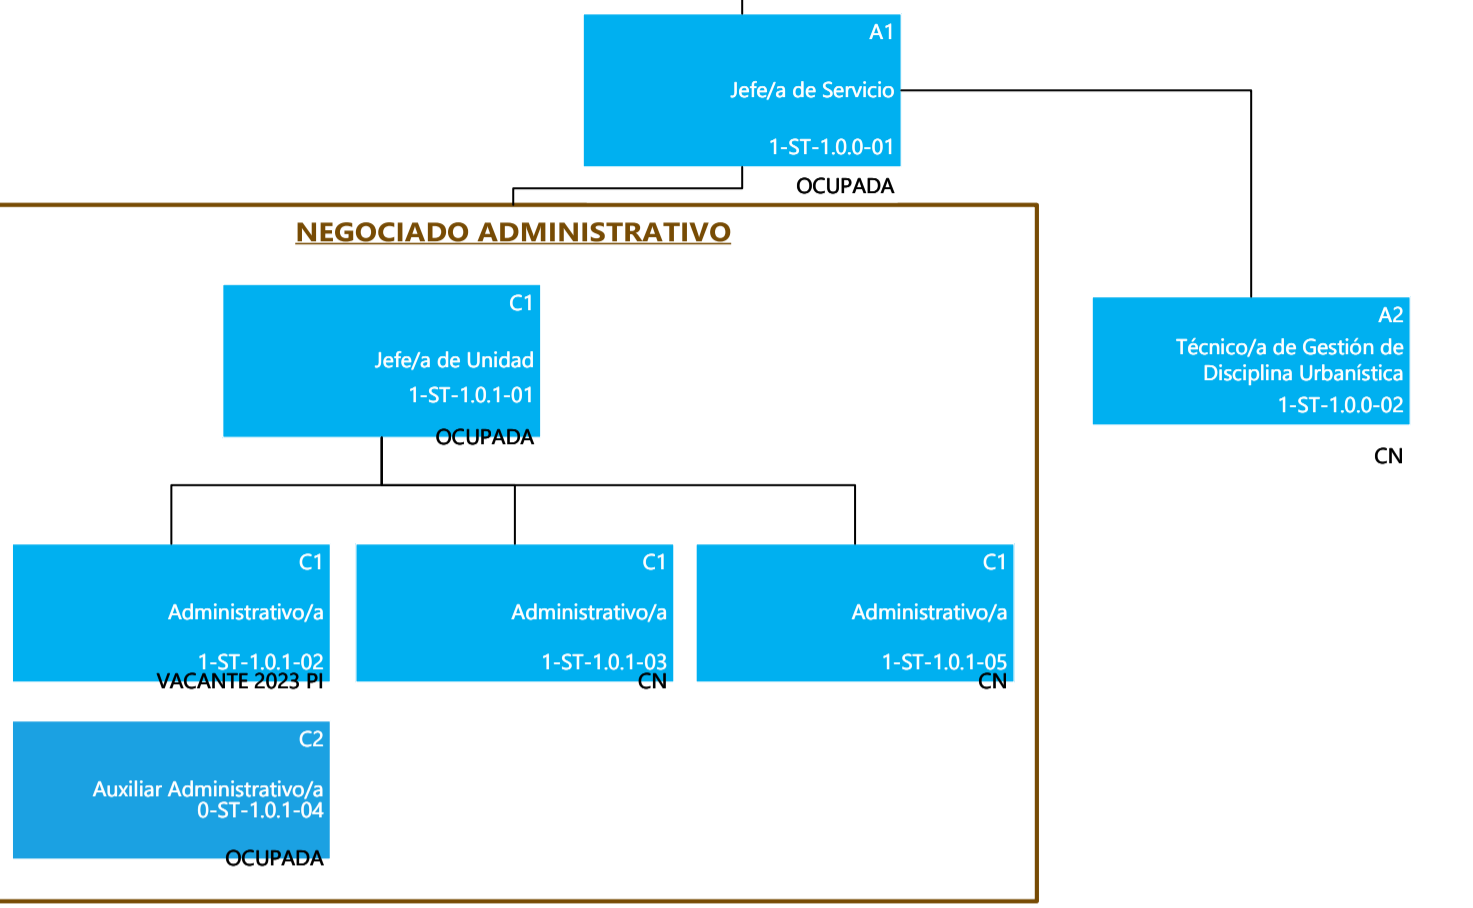 A1
Jefe/a de Servicio
1-ST-1.0.0-01
OCUPADA
NEGOCIADO ADMINISTRATIVO
C1
Jefe/a de Unidad
1-ST-1.0.1-01
OCUPADA
A2
Técnico/a de Gestión de
Disciplina Urbanística
1-ST-1.0.0-02
CN
C1
Administrativo/a
1-ST-1.0.1-02
VACANTE 2023 PI
C1
Administrativo/a
1-ST-1.0.1-03
CN
C1
Administrativo/a
1-ST-1.0.1-05
CN
C2
Auxiliar Administrativo/a
0-ST-1.0.1-04
OCUPADA